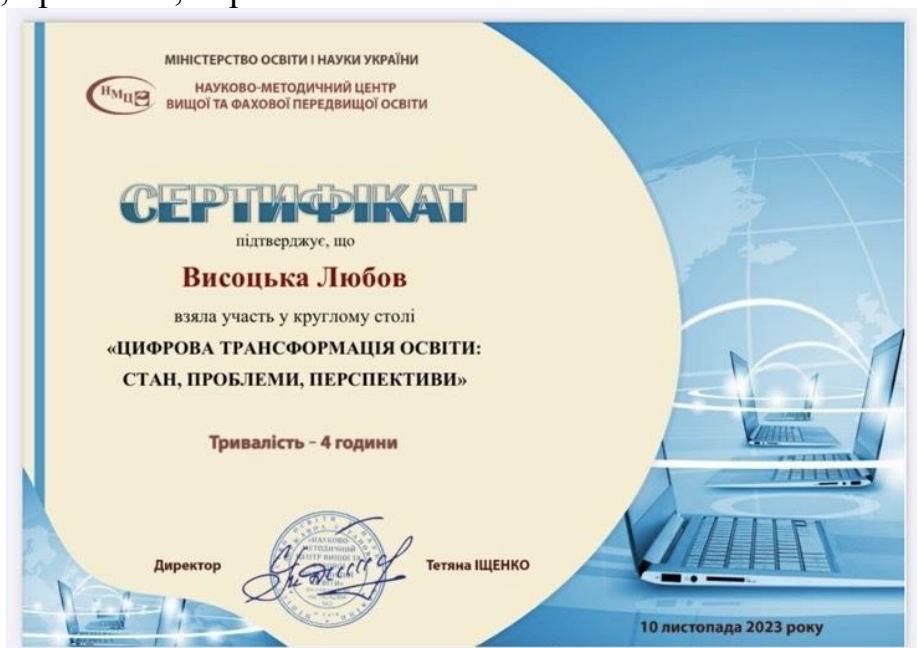 МІНІСТЕРСТВО ОСВІТИ І НАУКИ УКРАЇНИ
НМЦ
НАУКОВО-МЕТОДИЧНИЙ ЦЕНТР
ВИЩОЇ ТА ФАХОВОЇ ПЕРЕДВИЩОЇ ОСВІТИ
СЕРТИФІКАТ
підтверджує, що
Висоцька Любов
взяла участь у круглому столі
«ЦИФРОВА ТРАНСФОРМАЦІЯ ОСВІТИ:
СТАН, ПРОБЛЕМИ, ПЕРСПЕКТИВИ»
Тривалість – 4 години
Директор
Тетяна ІЩЕНКО
10 листопада 2023 року